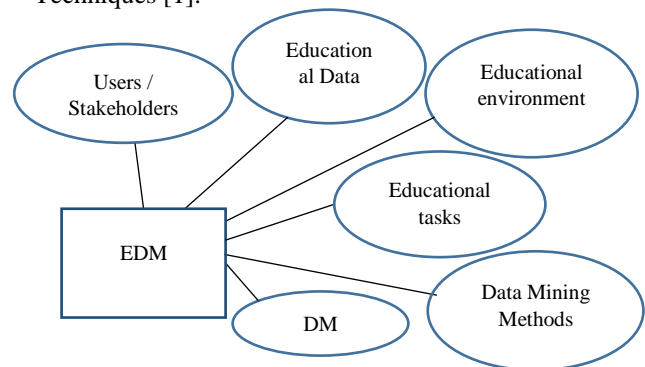 Techniques [1].
Education
al Data
Users /
Stakeholders
Educational
environment
Educational
tasks
EDM
Data Mining
Methods
DM